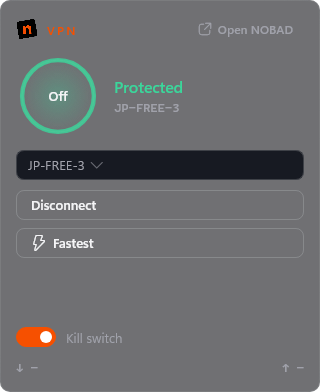 n VPN
Open NOBAD
Off
Protected
JP-FREE-3
JP-FREE-3
Disconnect
Fastest
Kill switch
↓ –
↑ –